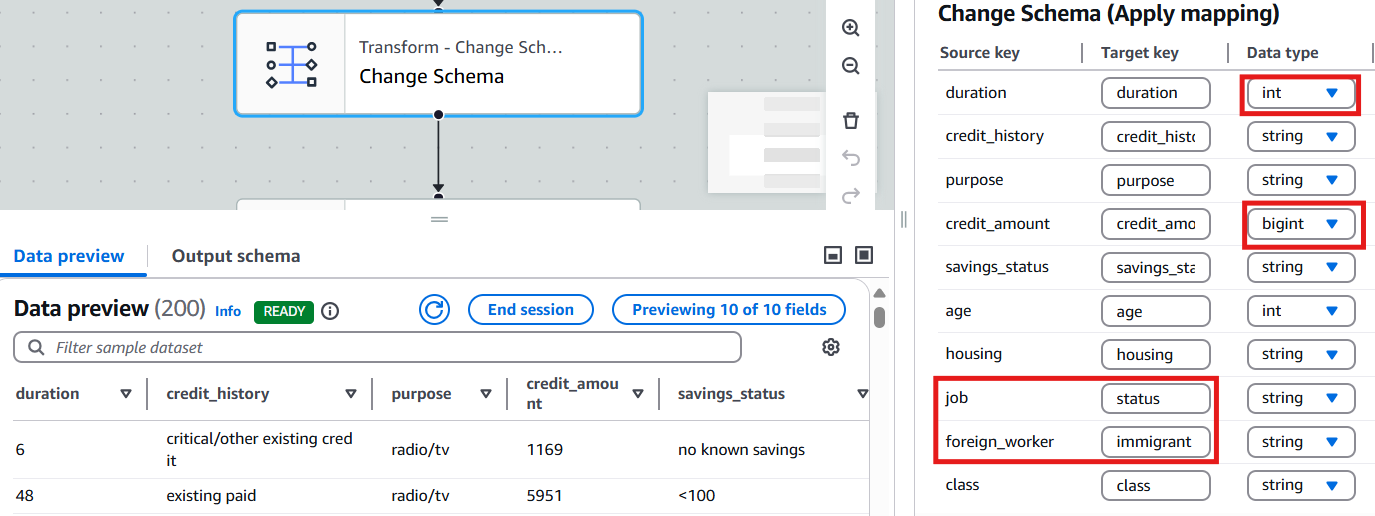 Transform - Change Sch...
Change Schema
Data preview
Output schema
Data preview (200)
Info
READY
End session
Previewing 10 of 10 fields
Filter sample dataset
duration
credit_history
purpose
credit_amou
nt
savings_status
6
critical/other existing cred
it
radio/tv
1169
no known savings
48
existing paid
radio/tv
5951
<100
Change Schema (Apply mapping)
Source key Target key Data type
duration duration int
credit_history credit_histo string
purpose purpose string
credit_amount credit_amo bigint
savings_status savings_sta string
age age int
housing housing string
job status string
foreign_worker immigrant string
class class string